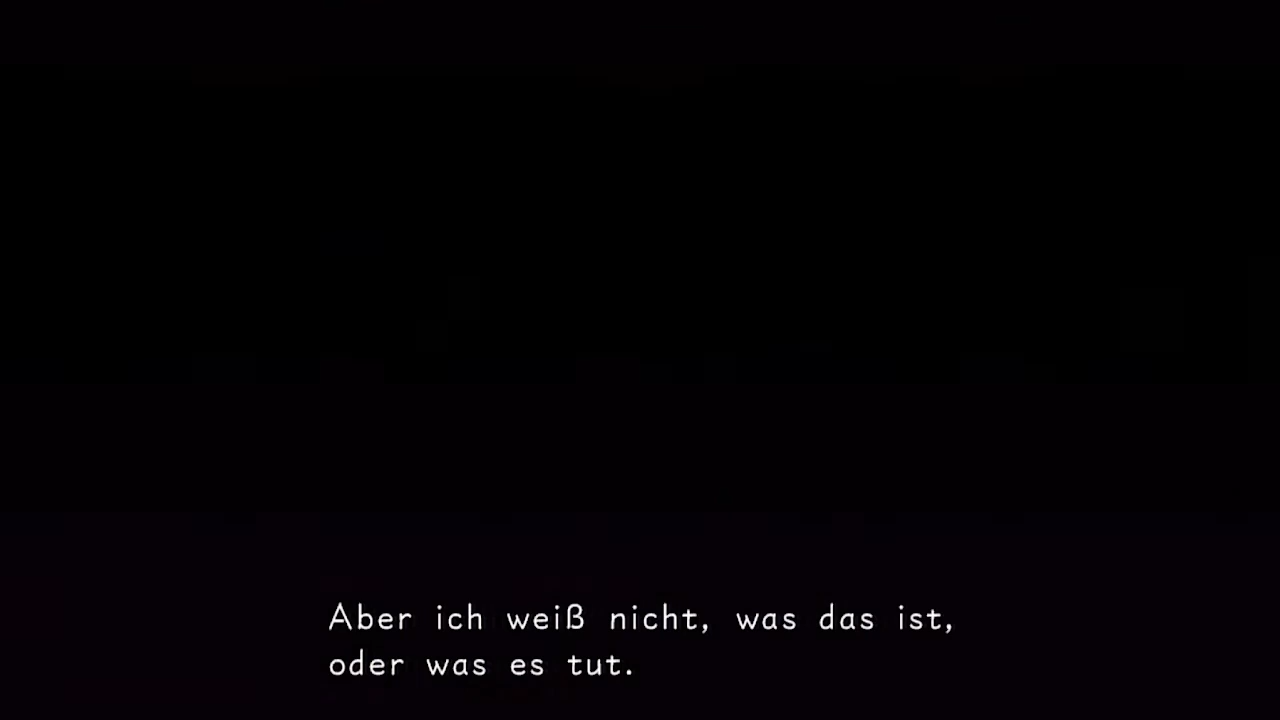 Aber ich weiß nicht, was das ist,
oder was es tut.